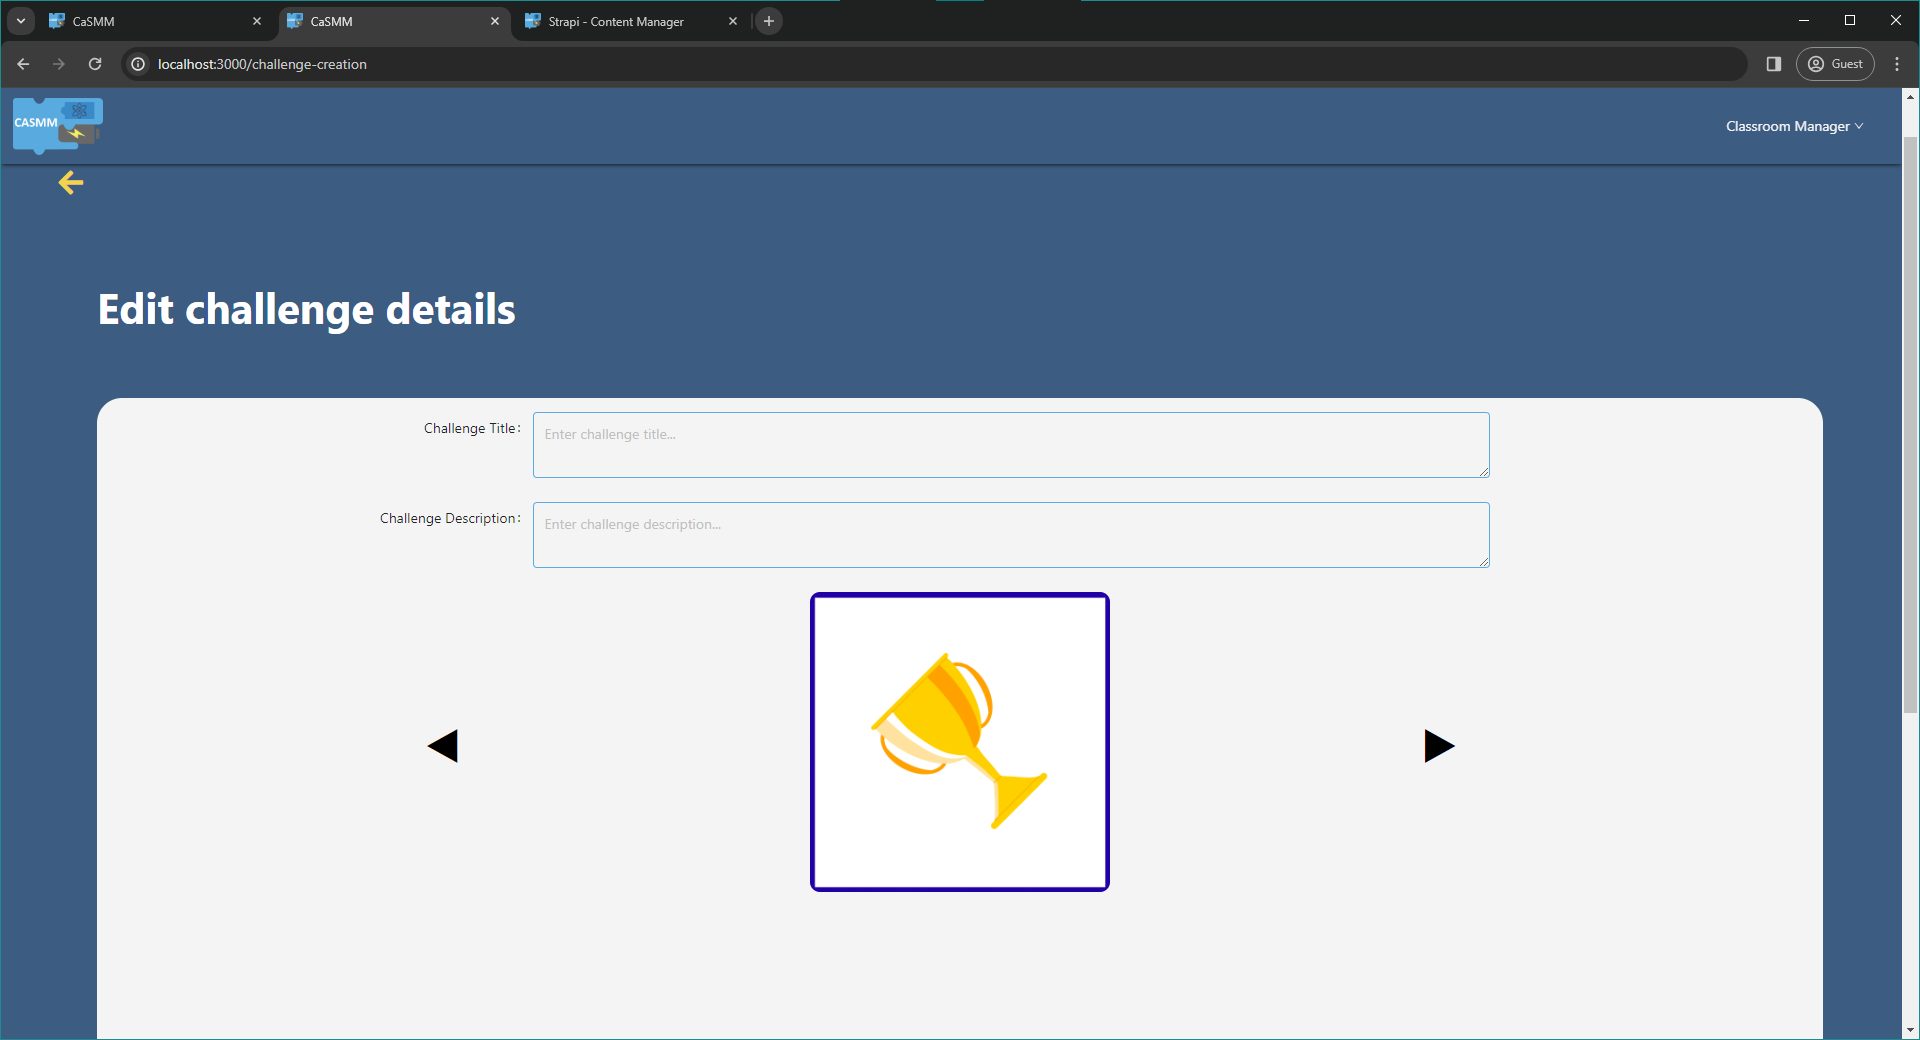 CaSMM
CaSMM
Strapi - Content Manager
localhost:3000/challenge-creation
Guest
CASMM
Classroom Manager
Edit challenge details
Challenge Title:
Enter challenge title...
Challenge Description:
Enter challenge description...